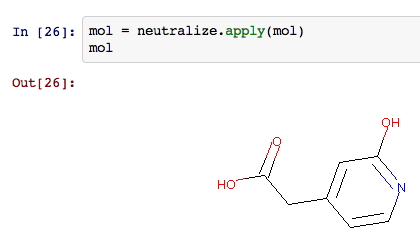 In [26]: mol = neutralize.apply(mol)
mol
Out[26]:
OH
O
HO
N